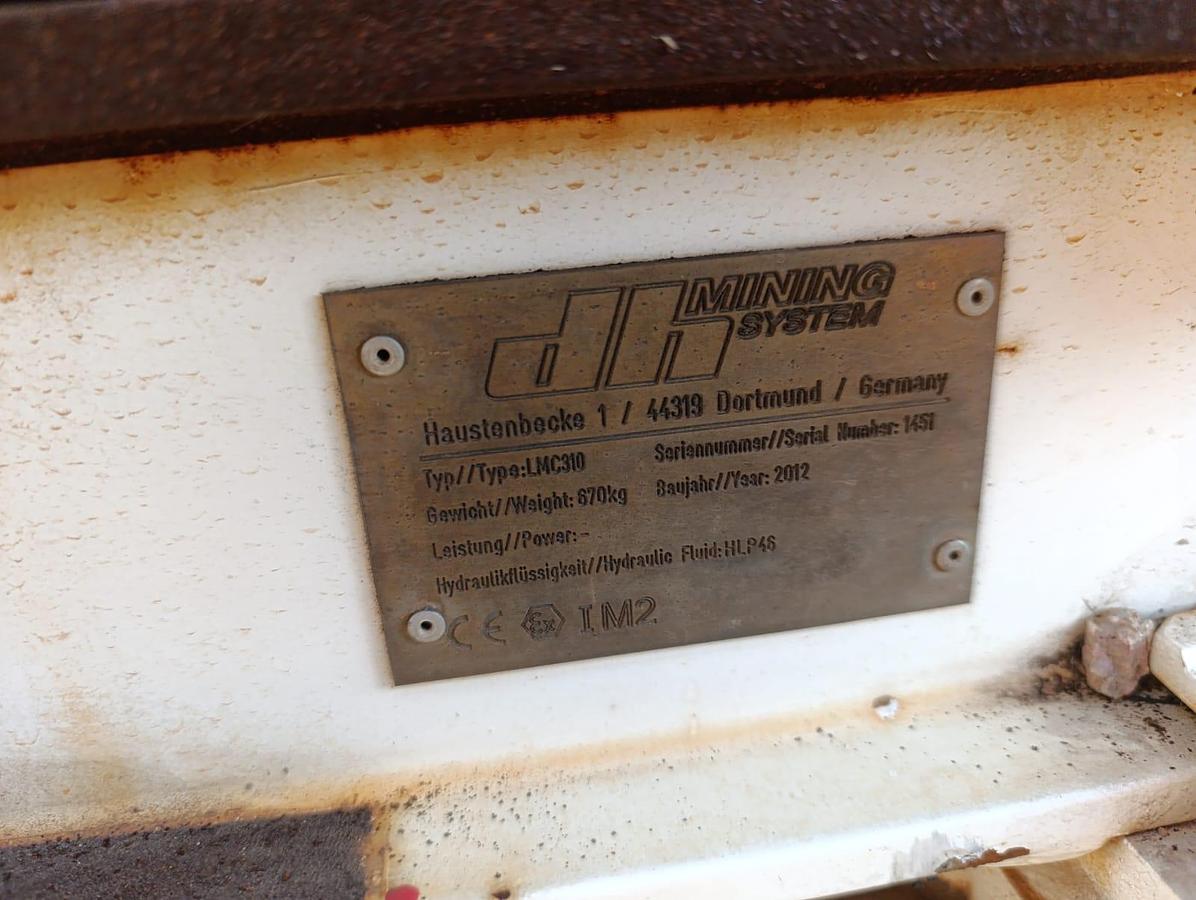 dh MINING
SYSTEM
Haustenbecke 1 / 44319 Dortmund / Germany
Typ//Type:LMC310 Seriennummer//Serial Number: 1451
Gewicht//Weight: 670kg Baujahr//Year: 2012
Leistung//Power: -
Hydraulikflüssigkeit//Hydraulic Fluid: HLP46
CE Ex I M2